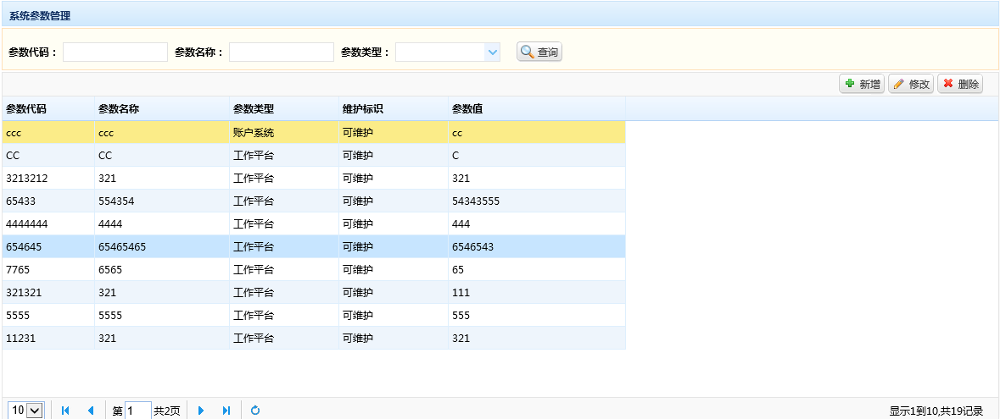 系统参数管理
参数代码： 参数名称： 参数类型： 查询
新增 修改 删除
参数代码 参数名称 参数类型 维护标识 参数值
ccc ccc 账户系统 可维护 cc
CC CC 工作平台 可维护 C
3213212 321 工作平台 可维护 321
65433 554354 工作平台 可维护 54343555
4444444 4444 工作平台 可维护 444
654645 65465465 工作平台 可维护 6546543
7765 6565 工作平台 可维护 65
321321 321 工作平台 可维护 111
5555 5555 工作平台 可维护 555
11231 321 工作平台 可维护 321
10 第 1 共2页 显示1到10,共19记录